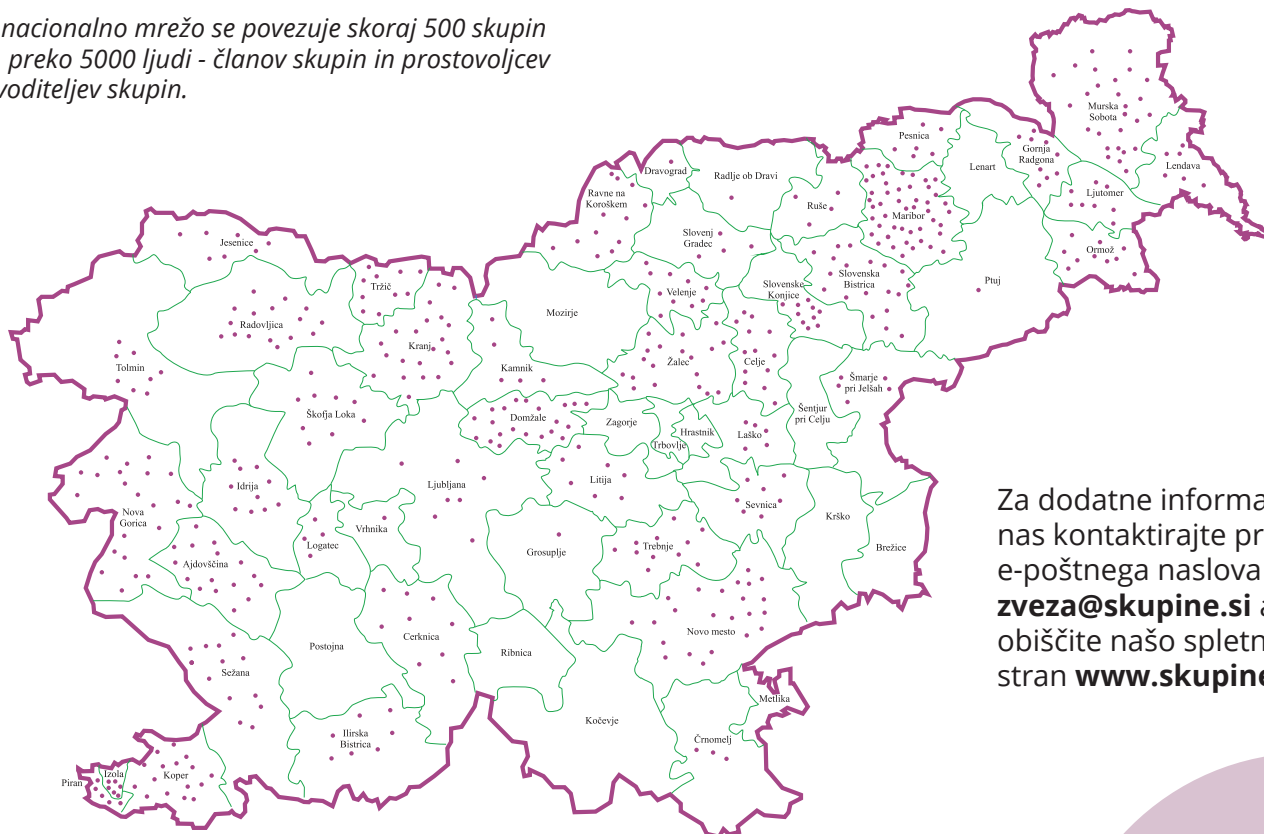 nacionalno mrežo se povezuje skoraj 500 skupin
preko 5000 ljudi - članov skupin in prostovoljcev
voditeljev skupin.
Murska
Sobota
Pesnica
Gornja
Radgona
Lenart
Lendava
Dravograd
Radlje ob Dravi
Ravne na
Koroškem
Ruše
Maribor
Ljutomer
Ormož
Slovenj
Gradec
Jesenice
Tržič
Velenje
Slovenske
Konjice
Slovenska
Bistrica
Ptuj
Mozirje
Radovljica
Kranj
Tolmin
Kamnik
Žalec
Celje
Šmarje
pri Jelšah
Škofja Loka
Domžale
Zagorje
Hrastnik
Trbovlje
Laško
Šentjur
pri Celju
Idrija
Ljubljana
Litija
Sevnica
Krško
Nova
Gorica
Vrhnika
Logatec
Grosuplje
Trebnje
Brežice
Ajdovščina
Za dodatne informa
nas kontaktirajte pr
e-poštnega naslova
zveza@skupine.si a
obiščite našo spletn
stran www.skupine
Postojna
Cerknica
Ribnica
Novo mesto
Sežana
Metlika
Kočevje
Črnomelj
Ilirska
Bistrica
Piran
Izola
Koper